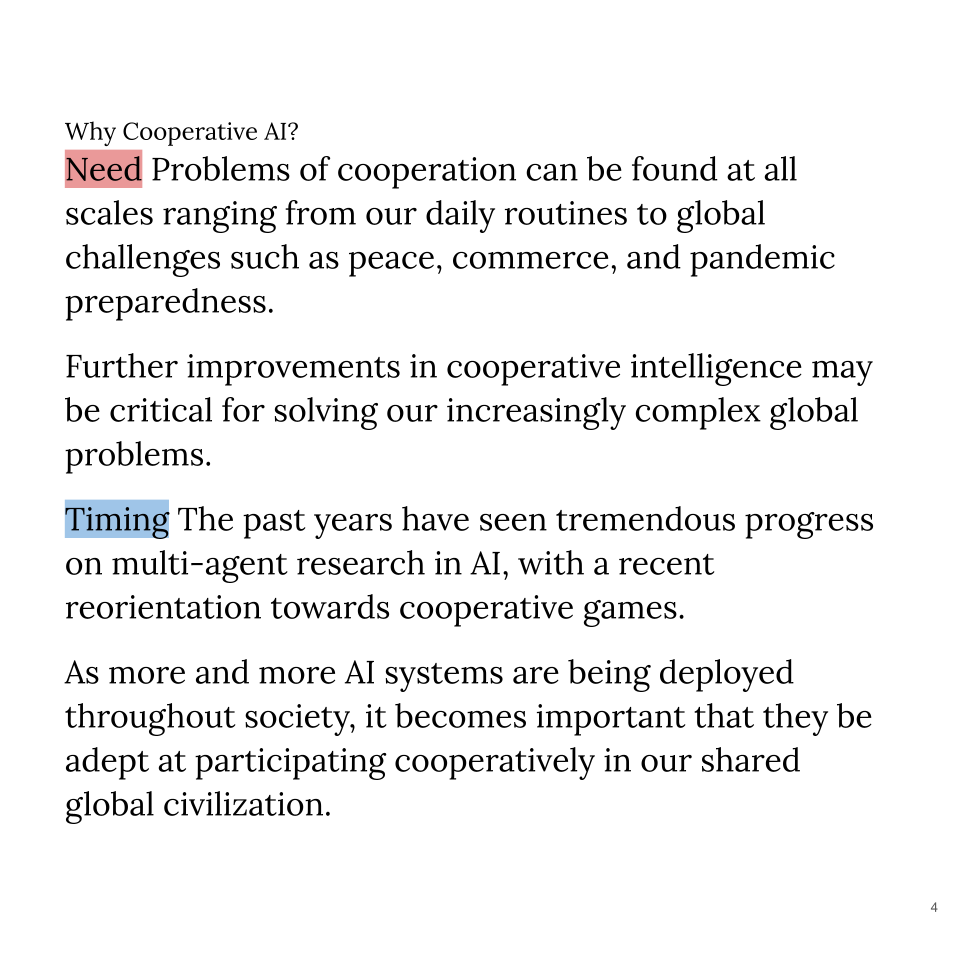 Why Cooperative AI?
Need Problems of cooperation can be found at all
scales ranging from our daily routines to global
challenges such as peace, commerce, and pandemic
preparedness.
Further improvements in cooperative intelligence may
be critical for solving our increasingly complex global
problems.
Timing The past years have seen tremendous progress
on multi-agent research in AI, with a recent
reorientation towards cooperative games.
As more and more AI systems are being deployed
throughout society, it becomes important that they be
adept at participating cooperatively in our shared
global civilization.
4